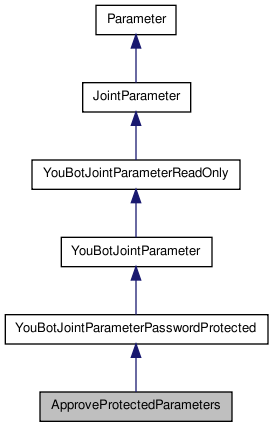 Parameter
JointParameter
YouBotJointParameterReadOnly
YouBotJointParameter
YouBotJointParameterPasswordProtected
ApproveProtectedParameters